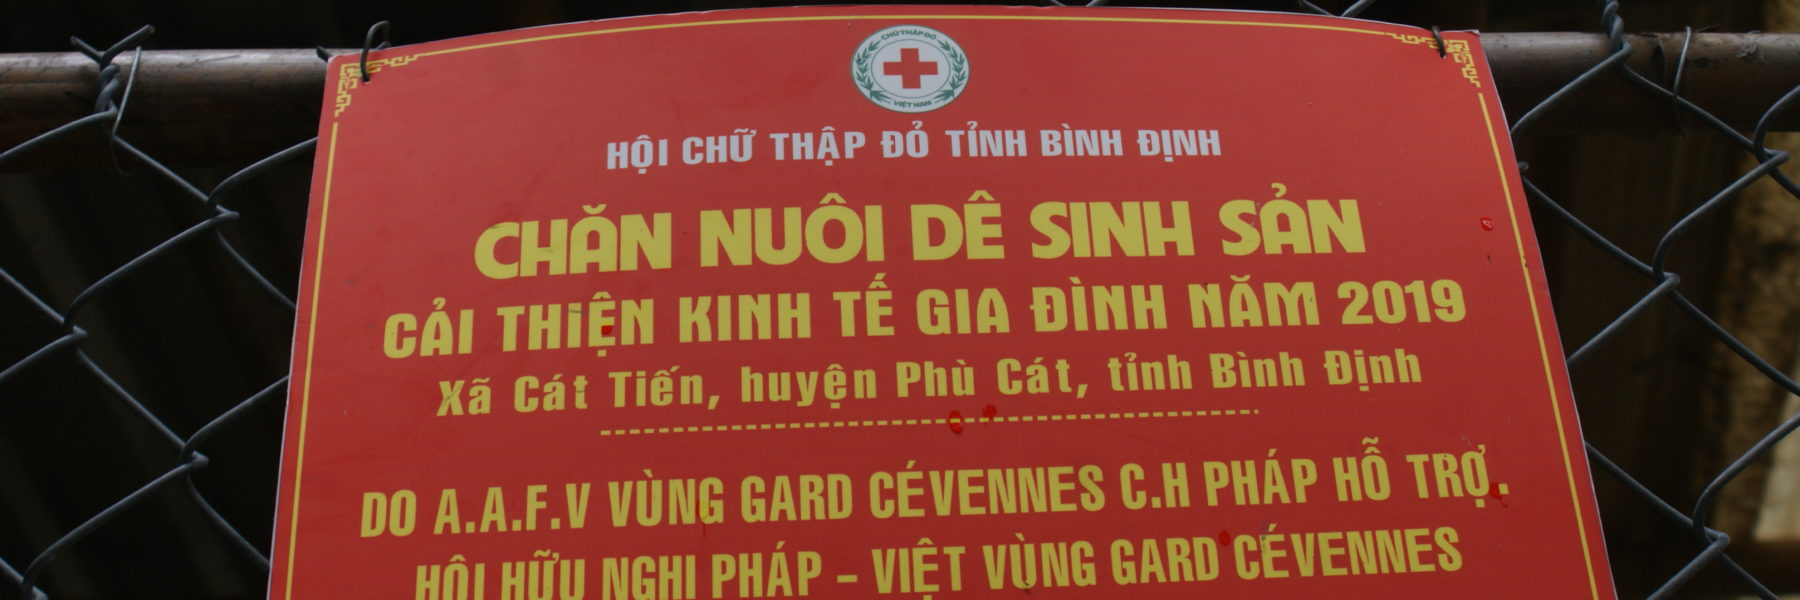 CHỮ THẬP ĐỎ
VIỆT NAM
HỘI CHỮ THẬP ĐỎ TỈNH BÌNH ĐỊNH
CHĂN NUÔI DÊ SINH SẢN
CẢI THIỆN KINH TẾ GIA ĐÌNH NĂM 2019
Xã Cát Tiến, huyện Phù Cát, tỉnh Bình Định
DO A.A.F.V VÙNG GARD CÉVENNES C.H PHÁP HỖ TRỢ.
HỘI HỮU NGHỊ PHÁP - VIỆT VÙNG GARD CÉVENNES